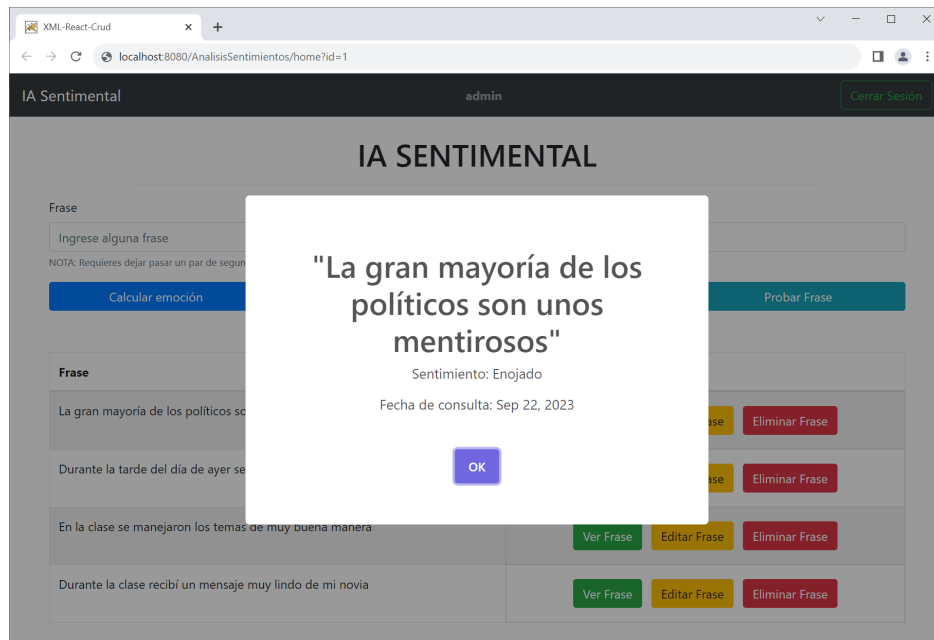 XML-React-Crud
localhost:8080/AnalisisSentimientos/home?id=1
IA Sentimental
admin
Cerrar Sesión
IA SENTIMENTAL
Frase
Ingrese alguna frase
NOTA: Requieres dejar pasar un par de
Calcular emoción
Probar Frase
"La gran mayoría de los
políticos son unos
mentirosos"
Sentimiento: Enojado
Fecha de consulta: Sep 22, 2023
OK
Frase
La gran mayoría de los políticos
Eliminar Frase
Durante la tarde del día de ayer
Eliminar Frase
En la clase se manejaron los temas de muy buena manera
Ver Frase
Editar Frase
Eliminar Frase
Durante la clase recibí un mensaje muy lindo de mi novia
Ver Frase
Editar Frase
Eliminar Frase